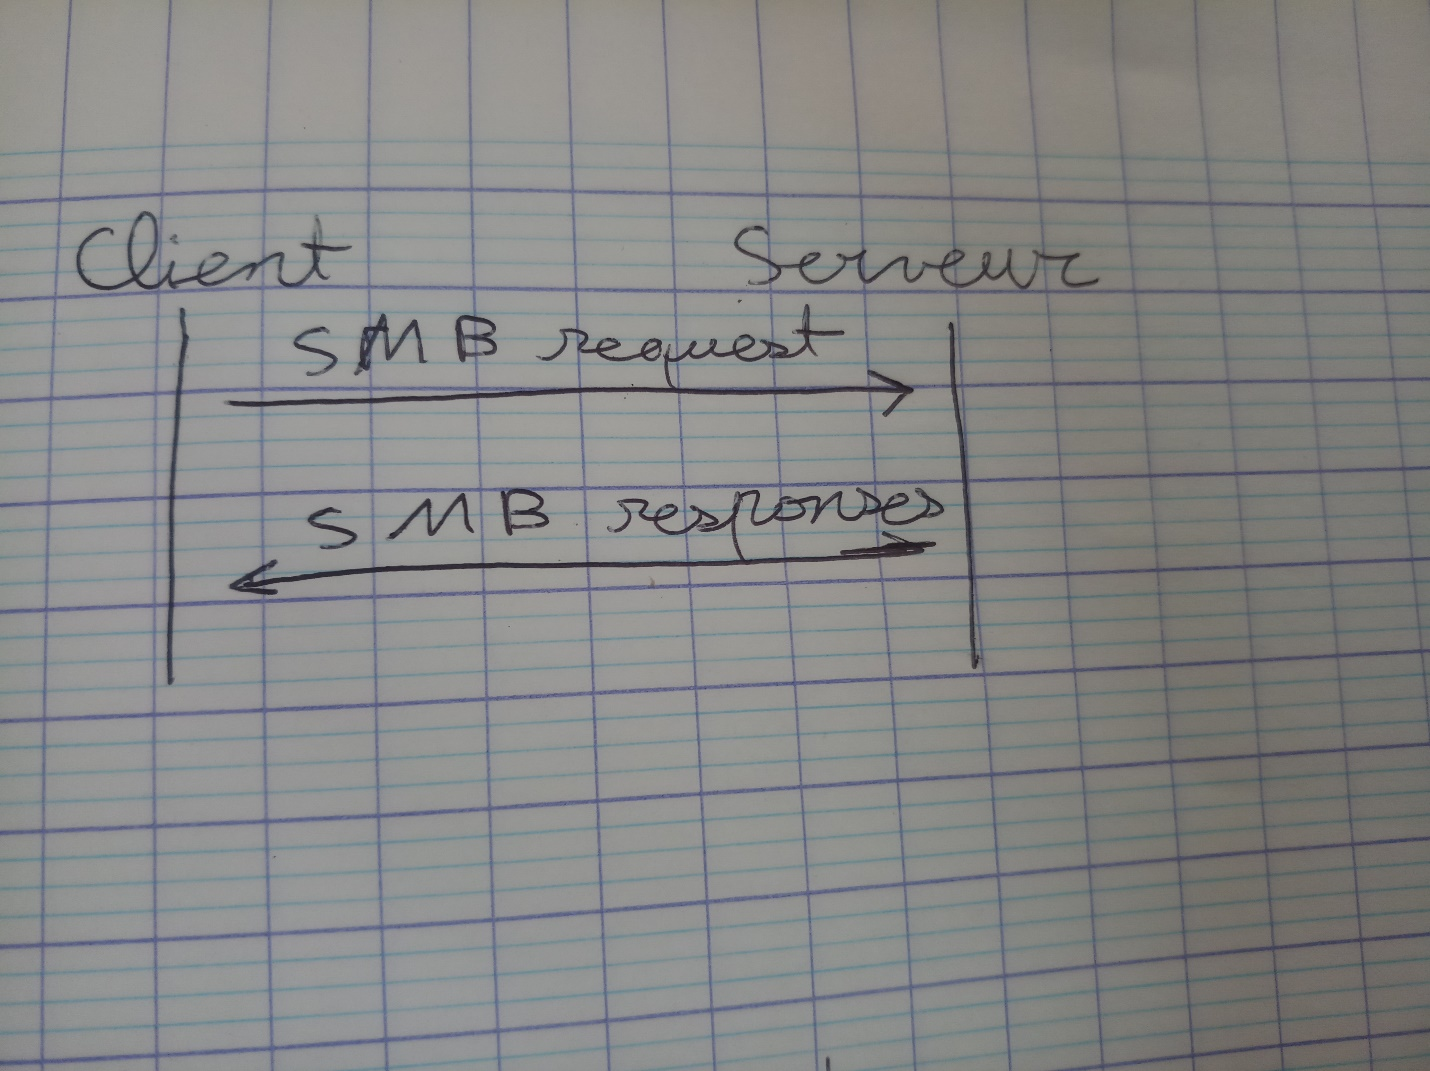 Client Serveur
SMB request
SMB responses